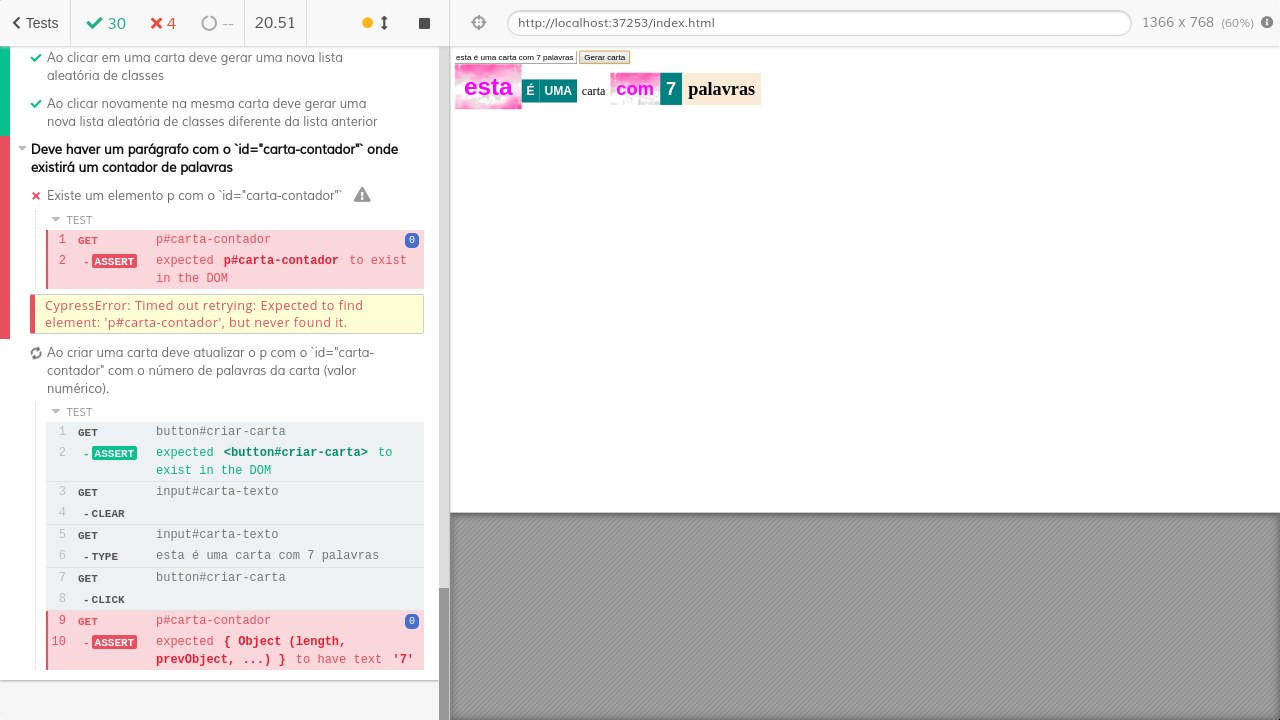 Tests 30 4 -- 20.51 http://localhost:37253/index.html 1366 x 768 (60%)
Ao clicar em uma carta deve gerar uma nova lista
aleatória de classes
Ao clicar novamente na mesma carta deve gerar uma
nova lista aleatória de classes diferente da lista anterior
Deve haver um parágrafo com o `id="carta-contador"` onde
existirá um contador de palavras
Existe um elemento p com o `id="carta-contador"`
TEST
1 GET p#carta-contador 0
2 - ASSERT expected p#carta-contador to exist
in the DOM
CypressError: Timed out retrying: Expected to find
element: 'p#carta-contador', but never found it.
Ao criar uma carta deve atualizar o p com o `id="carta-
contador" com o número de palavras da carta (valor
numérico).
TEST
1 GET button#criar-carta
2 - ASSERT expected <button#criar-carta> to
exist in the DOM
3 GET input#carta-texto
4 - CLEAR
5 GET input#carta-texto
6 - TYPE esta é uma carta com 7 palavras
7 GET button#criar-carta
8 - CLICK
9 GET p#carta-contador 0
10 - ASSERT expected { Object (length,
prevObject, ...) } to have text '7'
esta é uma carta com 7 palavras Gerar carta
esta É UMA carta com 7 palavras